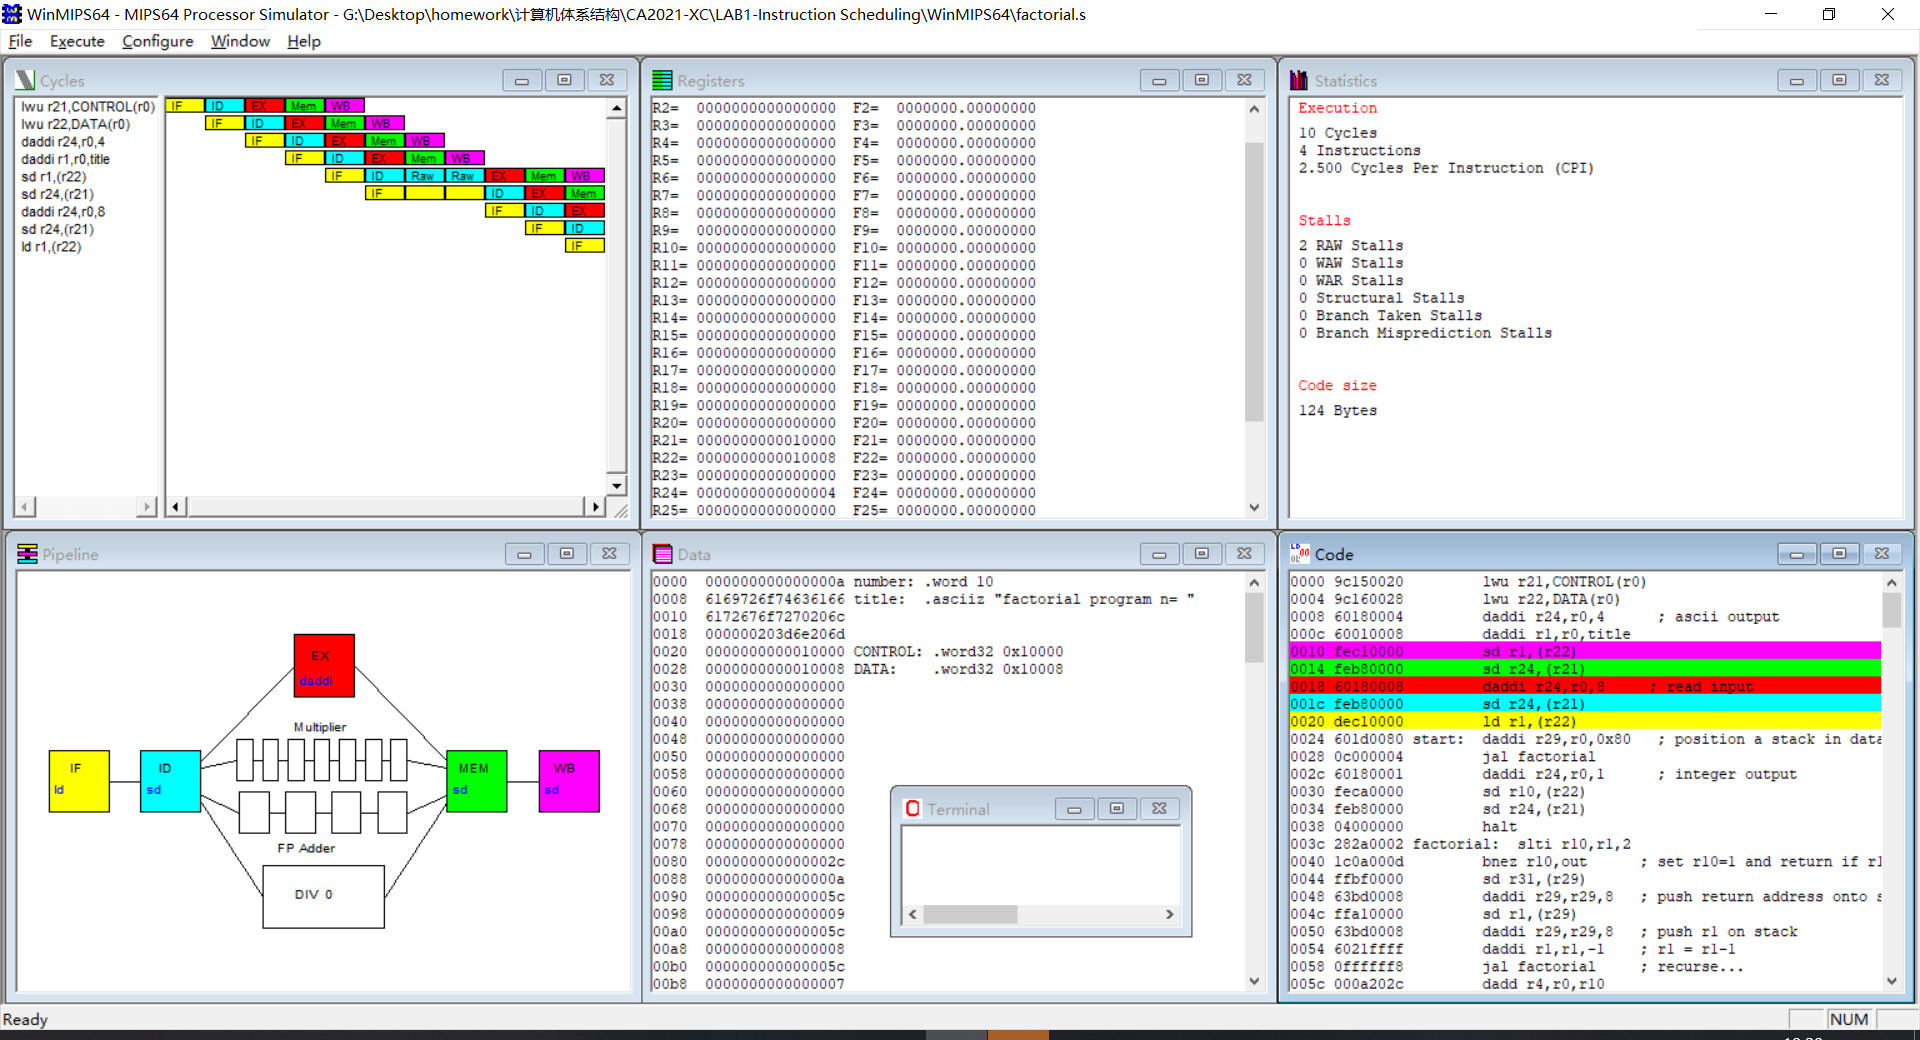 WinMIPS64 - MIPS64 Processor Simulator - G:\Desktop\homework\计算机体系结构\CA2021-XC\LAB1-Instruction Scheduling\WinMIPS64\factorial.s
File Execute Configure Window Help
Cycles
lwu r21,CONTROL(r0) IF ID EX Mem WB
lwu r22,DATA(r0) IF ID EX Mem WB
daddi r24,r0,4 IF ID EX Mem WB
daddi r1,r0,title IF ID EX Mem WB
sd r1,(r22) IF ID Raw Raw EX Mem WB
sd r24,(r21) IF ID EX Mem
daddi r24,r0,8 IF ID EX
sd r24,(r21) IF ID
ld r1,(r22) IF
Registers
R2= 0000000000000000 F2= 0000000.00000000
R3= 0000000000000000 F3= 0000000.00000000
R4= 0000000000000000 F4= 0000000.00000000
R5= 0000000000000000 F5= 0000000.00000000
R6= 0000000000000000 F6= 0000000.00000000
R7= 0000000000000000 F7= 0000000.00000000
R8= 0000000000000000 F8= 0000000.00000000
R9= 0000000000000000 F9= 0000000.00000000
R10= 0000000000000000 F10= 0000000.00000000
R11= 0000000000000000 F11= 0000000.00000000
R12= 0000000000000000 F12= 0000000.00000000
R13= 0000000000000000 F13= 0000000.00000000
R14= 0000000000000000 F14= 0000000.00000000
R15= 0000000000000000 F15= 0000000.00000000
R16= 0000000000000000 F16= 0000000.00000000
R17= 0000000000000000 F17= 0000000.00000000
R18= 0000000000000000 F18= 0000000.00000000
R19= 0000000000000000 F19= 0000000.00000000
R20= 0000000000000000 F20= 0000000.00000000
R21= 0000000000010000 F21= 0000000.00000000
R22= 0000000000010008 F22= 0000000.00000000
R23= 0000000000000000 F23= 0000000.00000000
R24= 0000000000000004 F24= 0000000.00000000
R25= 0000000000000000 F25= 0000000.00000000
Statistics
Execution
10 Cycles
4 Instructions
2.500 Cycles Per Instruction (CPI)
Stalls
2 RAW Stalls
0 WAW Stalls
0 WAR Stalls
0 Structural Stalls
0 Branch Taken Stalls
0 Branch Misprediction Stalls
Code size
124 Bytes
Pipeline
EX
daddi
Multiplier
IF
ld
ID
sd
MEM
sd
WB
sd
FP Adder
DIV 0
Data
0000 000000000000000a number: .word 10
0008 6169726f74636166 title: .asciiz "factorial program n= "
0010 6172676f7270206c
0018 000000203d6e206d
0020 0000000000010000 CONTROL: .word32 0x10000
0028 0000000000010008 DATA: .word32 0x10008
0030 0000000000000000
0038 0000000000000000
0040 0000000000000000
0048 0000000000000000
0050 0000000000000000
0058 0000000000000000
0060 0000000000000000
0068 0000000000000000
0070 0000000000000000
0078 0000000000000000
0080 000000000000002c
0088 000000000000000a
0090 000000000000005c
0098 0000000000000009
00a0 000000000000005c
00a8 0000000000000008
00b0 000000000000005c
00b8 0000000000000007
Terminal
Code
0000 9c150020 lwu r21,CONTROL(r0)
0004 9c160028 lwu r22,DATA(r0)
0008 60180004 daddi r24,r0,4 ; ascii output
000c 60010008 daddi r1,r0,title
0010 fec10000 sd r1,(r22)
0014 feb80000 sd r24,(r21)
0018 60180008 daddi r24,r0,8 ; read input
001c feb80000 sd r24,(r21)
0020 dec10000 ld r1,(r22)
0024 601d0080 start: daddi r29,r0,0x80 ; position a stack in data
0028 0c000004 jal factorial
002c 60180001 daddi r24,r0,1 ; integer output
0030 feca0000 sd r10,(r22)
0034 feb80000 sd r24,(r21)
0038 04000000 halt
003c 282a0002 factorial: slti r10,r1,2
0040 1c0a000d bnez r10,out ; set r10=1 and return if r1
0044 ffbf0000 sd r31,(r29)
0048 63bd0008 daddi r29,r29,8 ; push return address onto s
004c ffa10000 sd r1,(r29)
0050 63bd0008 daddi r29,r29,8 ; push r1 on stack
0054 6021ffff daddi r1,r1,-1 ; r1 = r1-1
0058 0ffffff8 jal factorial ; recurse...
005c 000a202c dadd r4,r0,r10
Ready
NUM